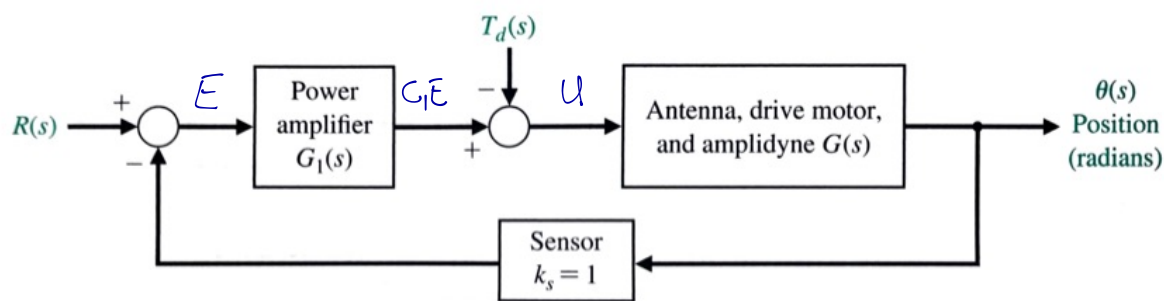 T_d(s)
E
G_1E
U
+
−
+
−
R(s)
Power
amplifier
G_1(s)
Antenna, drive motor,
and amplidyne G(s)
θ(s)
Position
(radians)
Sensor
k_s = 1